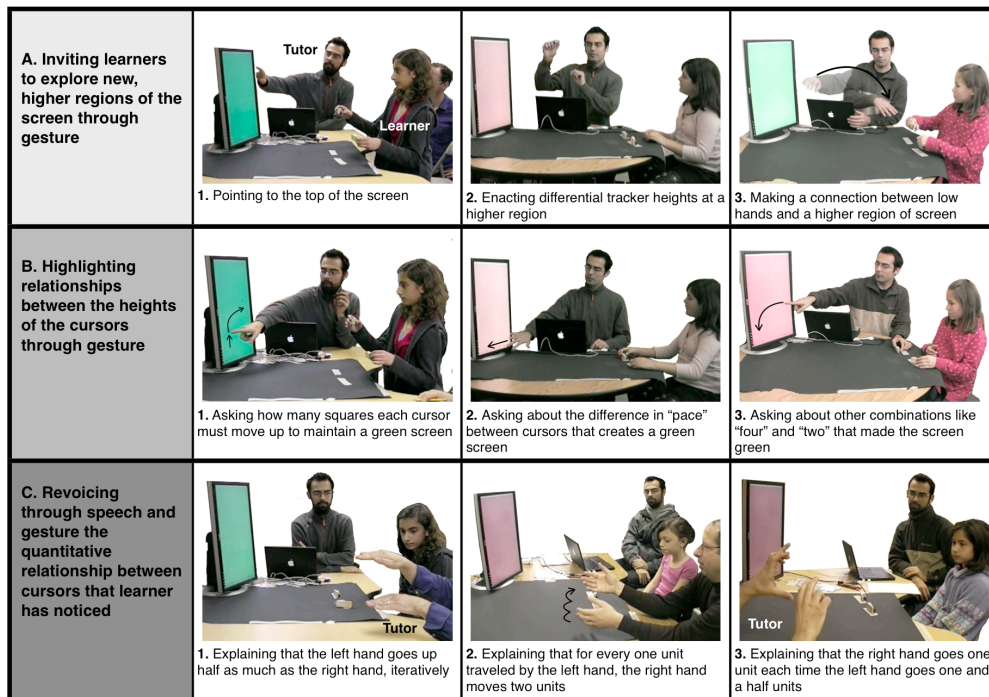 A. Inviting learners
to explore new,
higher regions of the
screen through
gesture
Tutor
Learner
1. Pointing to the top of the screen
2. Enacting differential tracker heights at a
higher region
3. Making a connection between low
hands and a higher region of screen
B. Highlighting
relationships
between the heights
of the cursors
through gesture
1. Asking how many squares each cursor
must move up to maintain a green screen
2. Asking about the difference in “pace”
between cursors that creates a green
screen
3. Asking about other combinations like
“four” and “two” that made the screen
green
C. Revoicing
through speech and
gesture the
quantitative
relationship between
cursors that learner
has noticed
Tutor
1. Explaining that the left hand goes up
half as much as the right hand, iteratively
2. Explaining that for every one unit
traveled by the left hand, the right hand
moves two units
Tutor
3. Explaining that the right hand goes one
unit each time the left hand goes one and
a half units